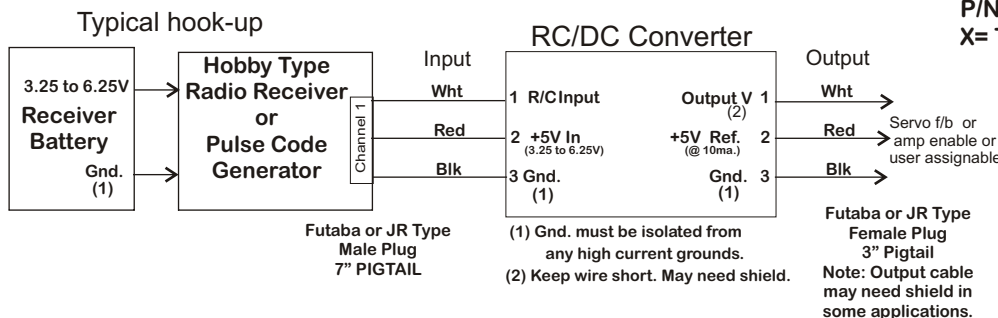 Typical hook-up
P/N
X=
3.25 to 6.25V
Receiver
Battery
Gnd.
(1)
Hobby Type
Radio Receiver
or
Pulse Code
Generator
Channel 1
Input
Wht
Red
Blk
Futaba or JR Type
Male Plug
7” PIGTAIL
RC/DC Converter
1 R/C Input
2 +5V In
(3.25 to 6.25V)
3 Gnd.
(1)
Output V 1
(2)
+5V Ref. 2
(@ 10ma.)
Gnd. 3
(1)
(1) Gnd. must be isolated from
any high current grounds.
(2) Keep wire short. May need shield.
Output
Wht
Red
Blk
Servo f/b or
amp enable or
user assignable
Futaba or JR Type
Female Plug
3” Pigtail
Note: Output cable
may need shield in
some applications.